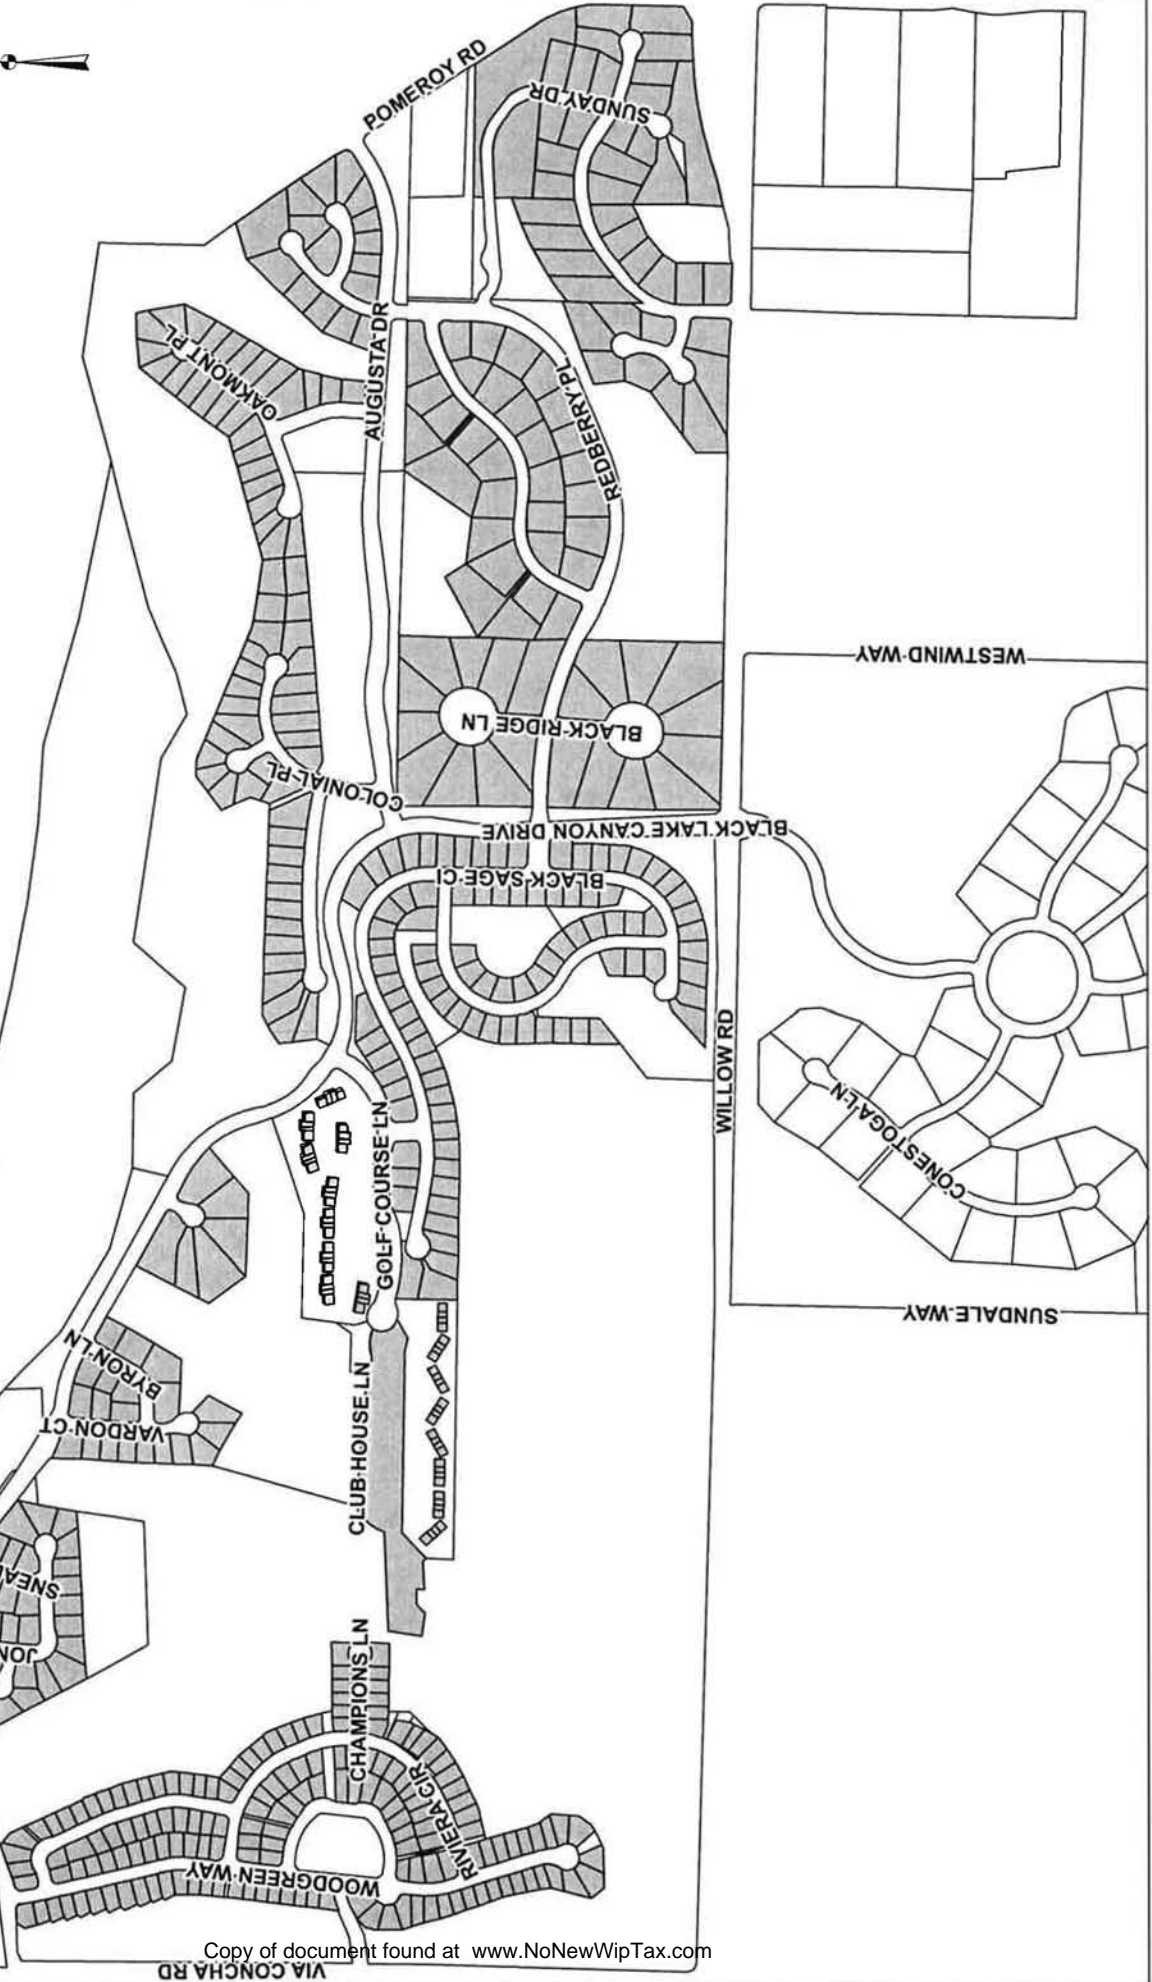 POMEROY RD
SUNDAY DR
OAKMONT PL
AUGUSTA DR
REDBERRY PL
WESTWIND WAY
BLACK RIDGE LN
COLONIAL PL
BLACK LAKE CANYON DRIVE
BLACK SAGE CI
WILLOW RD
CONESTOGA LN
GOLF COURSE LN
SUNDALE WAY
BYRON LN
VARDON CT
CLUB HOUSE LN
SNEA
JON
CHAMPIONS LN
RIVIERA CIR
WOODGREEN WAY
Copy of document found at www.NoNewWipTax.com
VIA CONCHA RD